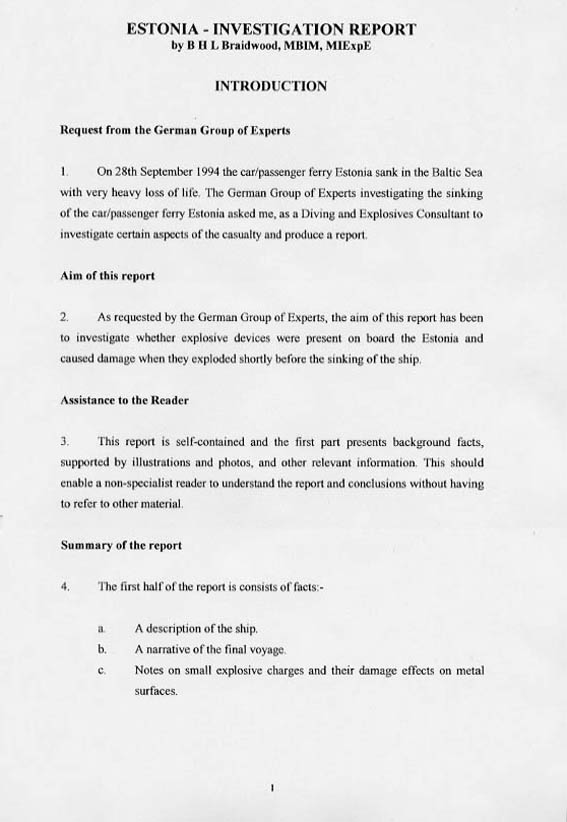 ESTONIA - INVESTIGATION REPORT
by B H L Braidwood, MBIM, MIExpE
INTRODUCTION
Request from the German Group of Experts
1. On 28th September 1994 the car/passenger ferry Estonia sank in the Baltic Sea
with very heavy loss of life. The German Group of Experts investigating the sinking
of the car/passenger ferry Estonia asked me, as a Diving and Explosives Consultant to
investigate certain aspects of the casualty and produce a report.
Aim of this report
2. As requested by the German Group of Experts, the aim of this report has been
to investigate whether explosive devices were present on board the Estonia and
caused damage when they exploded shortly before the sinking of the ship.
Assistance to the Reader
3. This report is self-contained and the first part presents background facts,
supported by illustrations and photos, and other relevant information. This should
enable a non-specialist reader to understand the report and conclusions without having
to refer to other material.
Summary of the report
4. The first half of the report is consists of facts:-
a. A description of the ship.
b. A narrative of the final voyage.
c. Notes on small explosive charges and their damage effects on metal
surfaces.
1